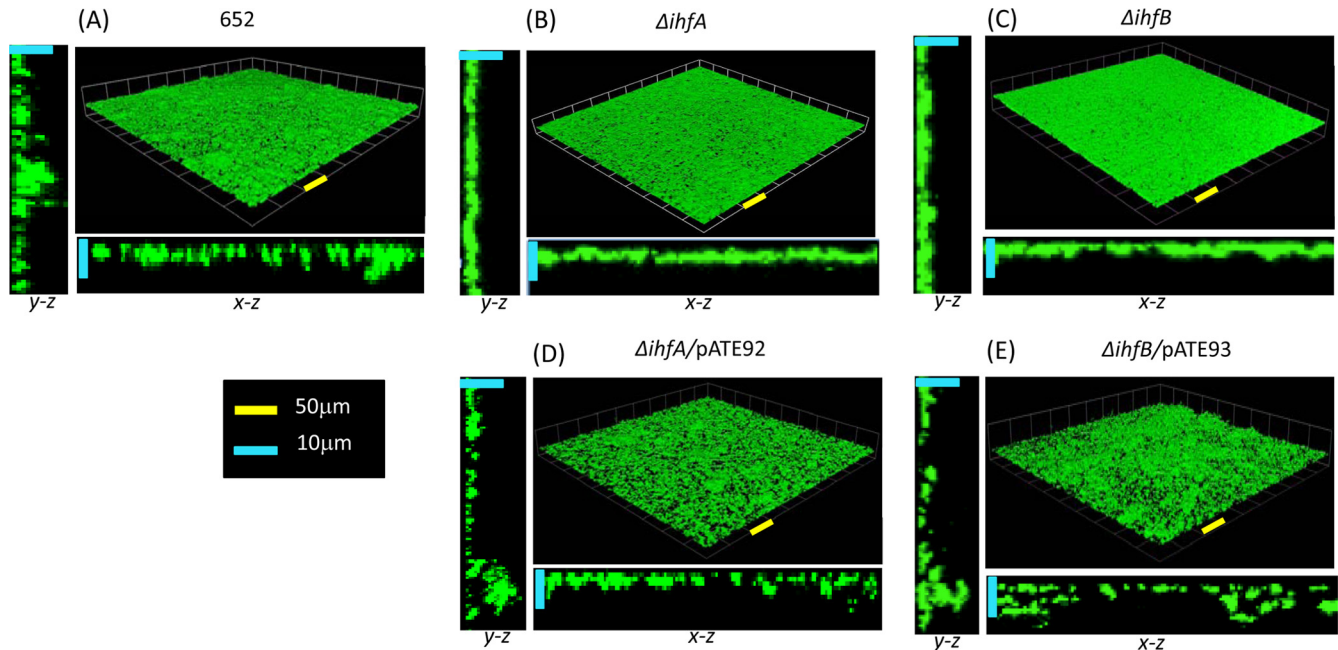 (A) 652
(B) ΔihfA
(C) ΔihfB
y-z x-z
y-z x-z
y-z x-z
(D) ΔihfA/pATE92
(E) ΔihfB/pATE93
50μm
10μm
y-z x-z
y-z x-z